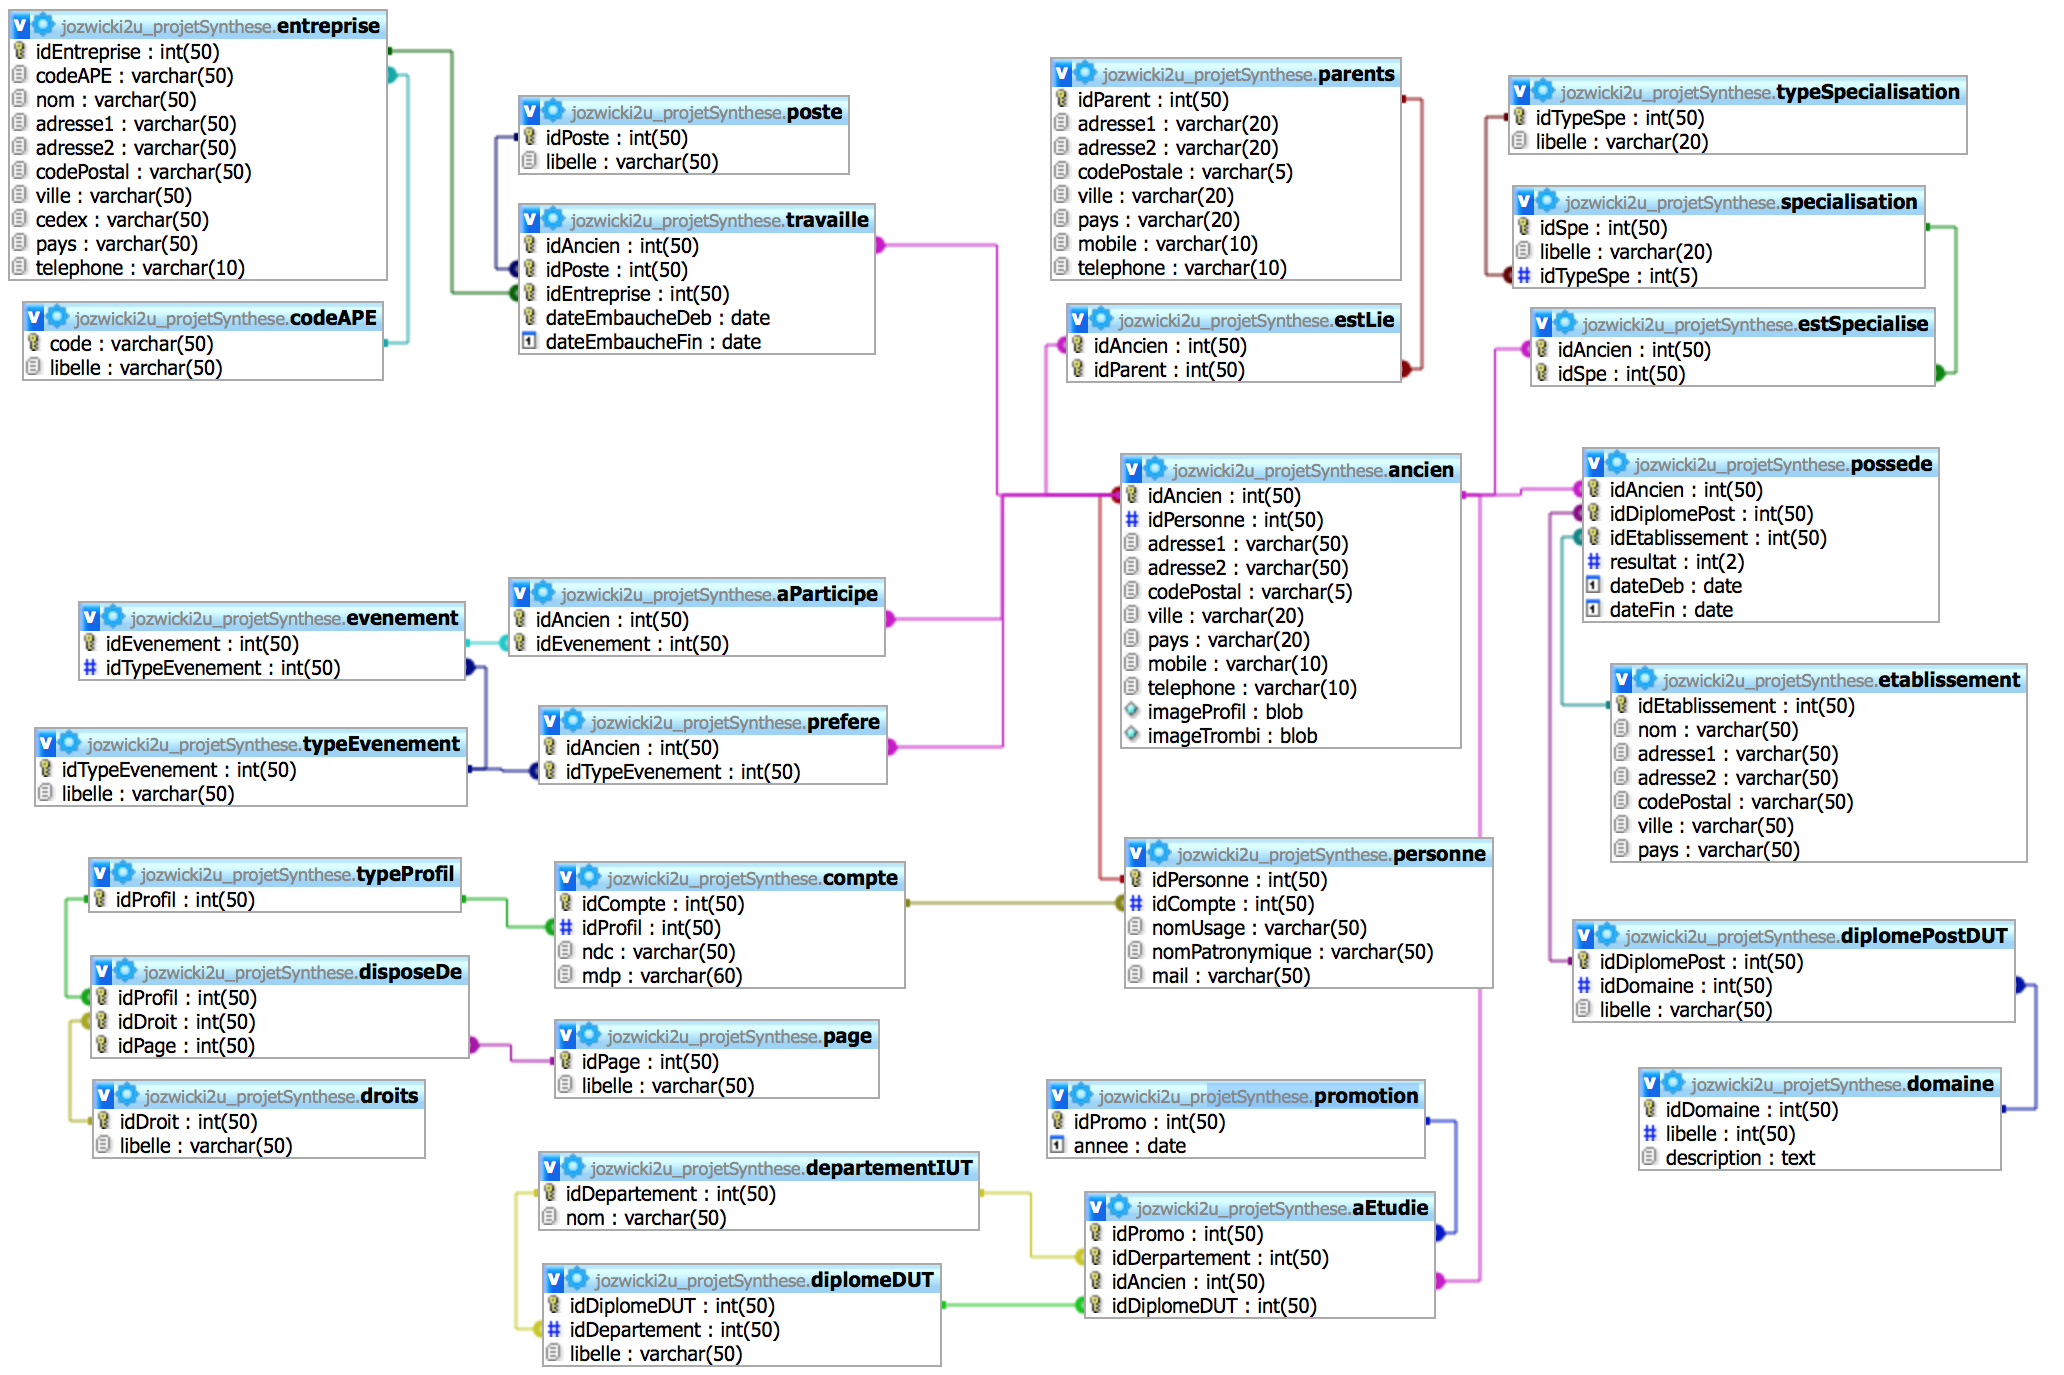 jozwicki2u_projetSynthese.entreprise
idEntreprise : int(50)
codeAPE : varchar(50)
nom : varchar(50)
adresse1 : varchar(50)
adresse2 : varchar(50)
codePostal : varchar(50)
ville : varchar(50)
cedex : varchar(50)
pays : varchar(50)
telephone : varchar(10)
jozwicki2u_projetSynthese.codeAPE
code : varchar(50)
libelle : varchar(50)
jozwicki2u_projetSynthese.poste
idPoste : int(50)
libelle : varchar(50)
jozwicki2u_projetSynthese.travaille
idAncien : int(50)
idPoste : int(50)
idEntreprise : int(50)
dateEmbaucheDeb : date
dateEmbaucheFin : date
jozwicki2u_projetSynthese.parents
idParent : int(50)
adresse1 : varchar(20)
adresse2 : varchar(20)
codePostale : varchar(5)
ville : varchar(20)
pays : varchar(20)
mobile : varchar(10)
telephone : varchar(10)
jozwicki2u_projetSynthese.estLie
idAncien : int(50)
idParent : int(50)
jozwicki2u_projetSynthese.typeSpecialisation
idTypeSpe : int(50)
libelle : varchar(20)
jozwicki2u_projetSynthese.specialisation
idSpe : int(50)
libelle : varchar(20)
idTypeSpe : int(5)
jozwicki2u_projetSynthese.estSpecialise
idAncien : int(50)
idSpe : int(50)
jozwicki2u_projetSynthese.ancien
idAncien : int(50)
idPersonne : int(50)
adresse1 : varchar(50)
adresse2 : varchar(50)
codePostal : varchar(5)
ville : varchar(20)
pays : varchar(20)
mobile : varchar(10)
telephone : varchar(10)
imageProfil : blob
imageTrombi : blob
jozwicki2u_projetSynthese.possede
idAncien : int(50)
idDiplomePost : int(50)
idEtablissement : int(50)
resultat : int(2)
dateDeb : date
dateFin : date
jozwicki2u_projetSynthese.evenement
idEvenement : int(50)
idTypeEvenement : int(50)
jozwicki2u_projetSynthese.aParticipe
idAncien : int(50)
idEvenement : int(50)
jozwicki2u_projetSynthese.typeEvenement
idTypeEvenement : int(50)
libelle : varchar(50)
jozwicki2u_projetSynthese.prefere
idAncien : int(50)
idTypeEvenement : int(50)
jozwicki2u_projetSynthese.etablissement
idEtablissement : int(50)
nom : varchar(50)
adresse1 : varchar(50)
adresse2 : varchar(50)
codePostal : varchar(50)
ville : varchar(50)
pays : varchar(50)
jozwicki2u_projetSynthese.typeProfil
idProfil : int(50)
jozwicki2u_projetSynthese.compte
idCompte : int(50)
idProfil : int(50)
ndc : varchar(50)
mdp : varchar(60)
jozwicki2u_projetSynthese.personne
idPersonne : int(50)
idCompte : int(50)
nomUsage : varchar(50)
nomPatronymique : varchar(50)
mail : varchar(50)
jozwicki2u_projetSynthese.disposeDe
idProfil : int(50)
idDroit : int(50)
idPage : int(50)
jozwicki2u_projetSynthese.page
idPage : int(50)
libelle : varchar(50)
jozwicki2u_projetSynthese.droits
idDroit : int(50)
libelle : varchar(50)
jozwicki2u_projetSynthese.diplomePostDUT
idDiplomePost : int(50)
idDomaine : int(50)
libelle : varchar(50)
jozwicki2u_projetSynthese.domaine
idDomaine : int(50)
libelle : int(50)
description : text
jozwicki2u_projetSynthese.promotion
idPromo : int(50)
annee : date
jozwicki2u_projetSynthese.departementIUT
idDepartement : int(50)
nom : varchar(50)
jozwicki2u_projetSynthese.aEtudie
idPromo : int(50)
idDerpartement : int(50)
idAncien : int(50)
idDiplomeDUT : int(50)
jozwicki2u_projetSynthese.diplomeDUT
idDiplomeDUT : int(50)
idDepartement : int(50)
libelle : varchar(50)